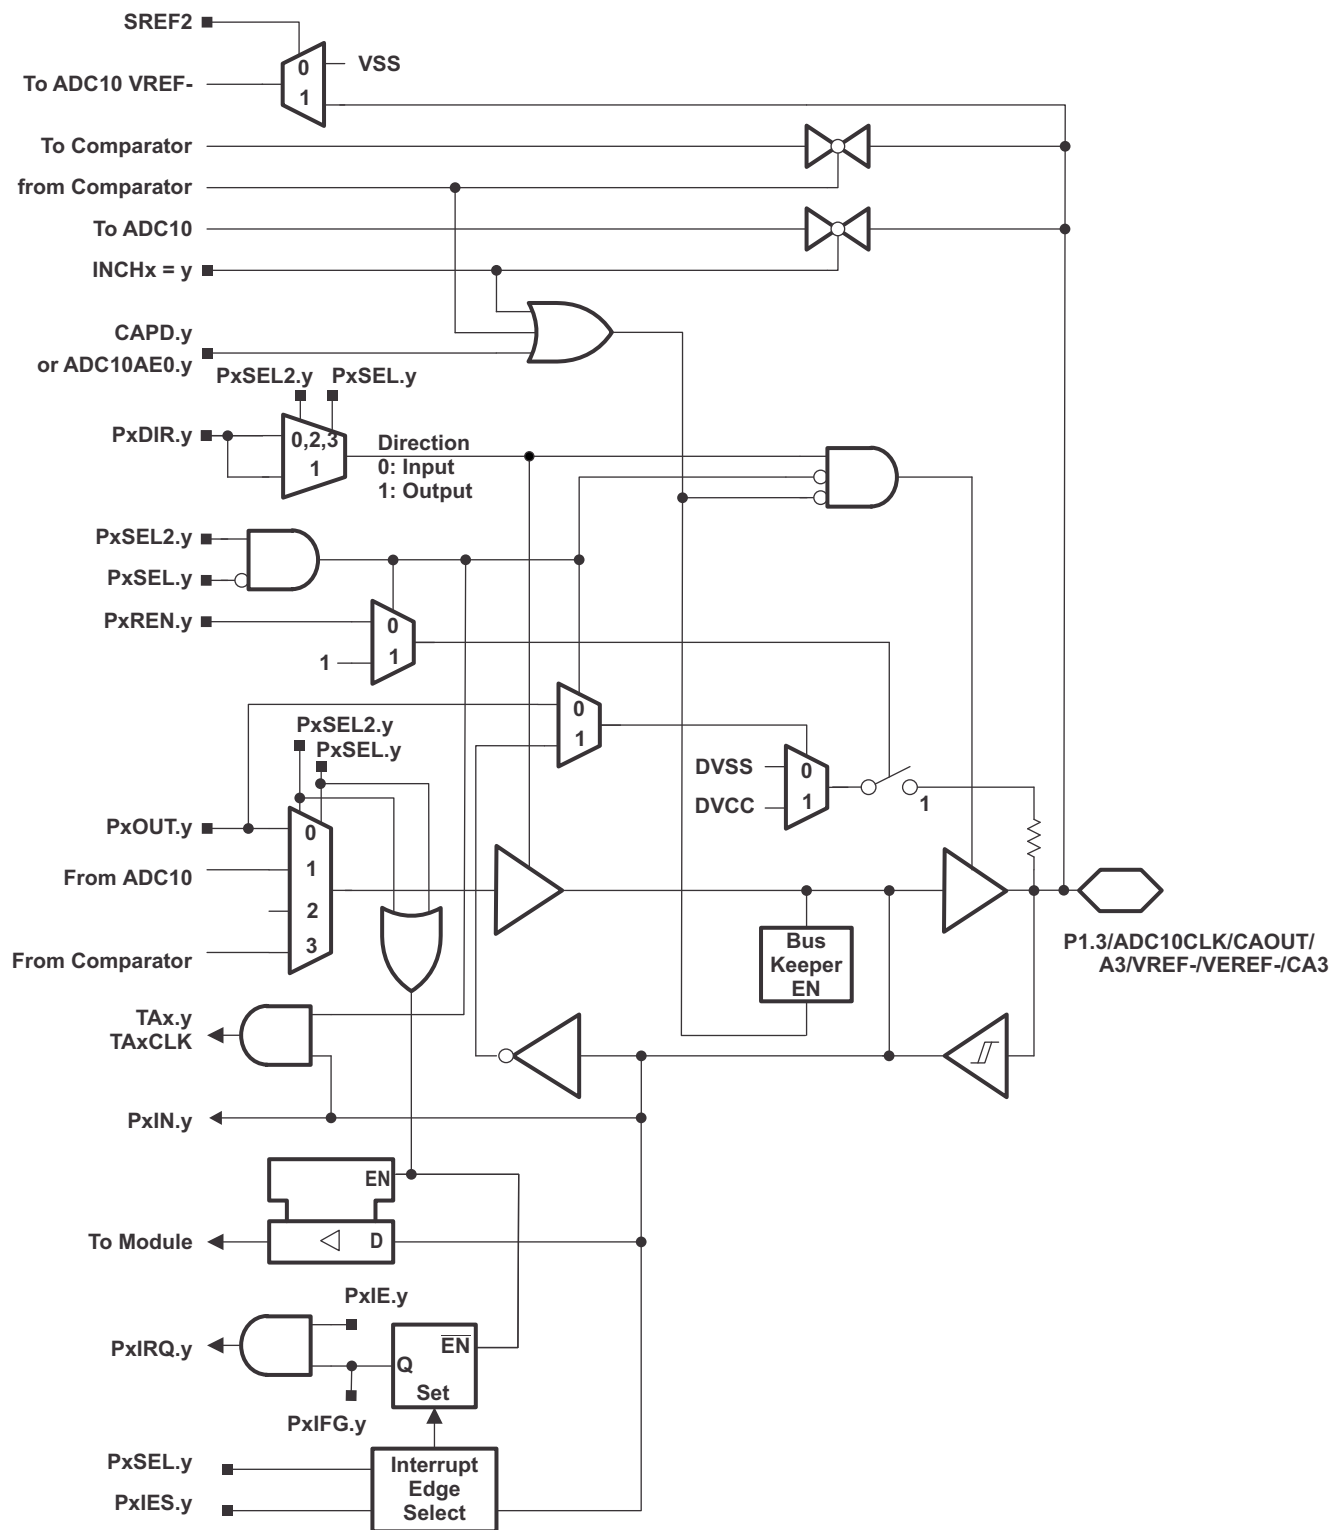 SREF2
VSS
0
To ADC10 VREF-
1
To Comparator
from Comparator
To ADC10
INCHx = y
CAPD.y
or ADC10AE0.y
PxSEL2.y
PxSEL.y
PxDIR.y
0,2,3
1
Direction
0: Input
1: Output
PxSEL2.y
PxSEL.y
PxREN.y
0
1
1
0
1
PxSEL2.y
PxSEL.y
DVSS
0
DVCC
1
1
PxOUT.y
0
From ADC10
1
2
From Comparator
3
Bus
Keeper
EN
P1.3/ADC10CLK/CAOUT/
A3/VREF-/VEREF-/CA3
TAx.y
TAxCLK
PxIN.y
EN
To Module
D
PxIE.y
PxIRQ.y
EN
Q
Set
PxIFG.y
PxSEL.y
PxIES.y
Interrupt
Edge
Select